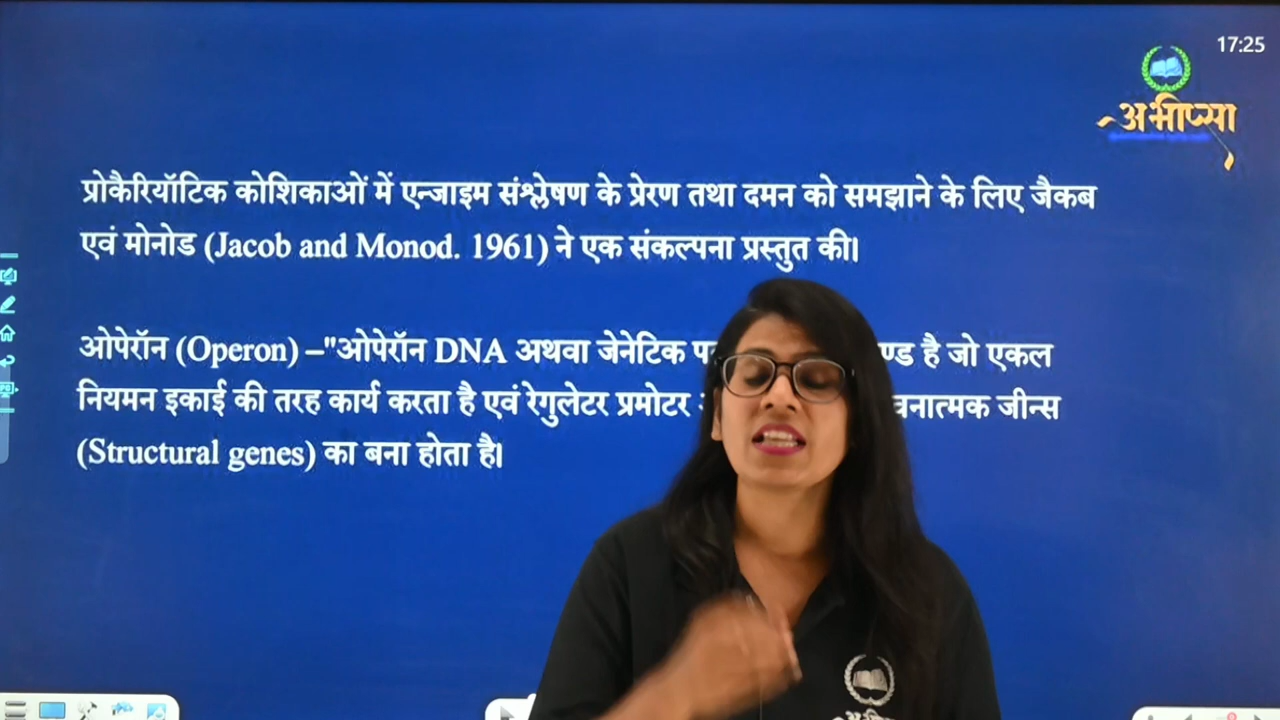 17:25
अभीप्सा
प्रोकैरियॉटिक कोशिकाओं में एन्जाइम संश्लेषण के प्रेरण तथा दमन को समझाने के लिए जैकब
एवं मोनोड (Jacob and Monod. 1961) ने एक संकल्पना प्रस्तुत की।
ओपेरॉन (Operon) –"ओपेरॉन DNA अथवा जेनेटिक है जो एकल
नियमन इकाई की तरह कार्य करता है एवं रेगुलेटर प्रमोटर जीन्स
(Structural genes) का बना होता है।